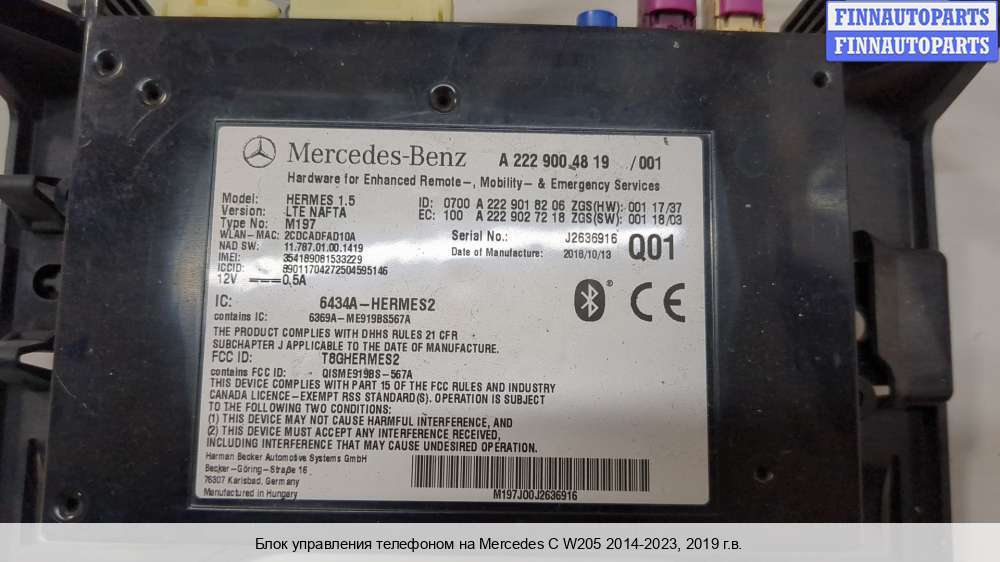 FINNAUTOPARTS
FINNAUTOPARTS
Mercedes-Benz A 222 900 48 19 /001
Hardware for Enhanced Remote-, Mobility- & Emergency Services
Model: HERMES 1.5 ID: 0700 A 222 901 82 06 ZGS(HW): 001 17/37
Version: LTE NAFTA EC: 100 A 222 902 72 18 ZGS(SW): 001 18/03
Type No: M197
WLAN-MAC: 2CDCADFAD10A Serial No.: J2636916 Q01
NAD SW: 11.787.01.00.1419 Date of Manufacture: 2018/10/13
IMEI: 354189081533229
ICCID: 89011704272504595146
12V 0.5A
IC: 6434A-HERMES2
contains IC: 6369A-ME919BS567A
THE PRODUCT COMPLIES WITH DHHS RULES 21 CFR
SUBCHAPTER J APPLICABLE TO THE DATE OF MANUFACTURE.
FCC ID: T8GHERMES2
contains FCC ID: QISME919BS-567A
THIS DEVICE COMPLIES WITH PART 15 OF THE FCC RULES AND INDUSTRY
CANADA LICENCE-EXEMPT RSS STANDARD(S). OPERATION IS SUBJECT
TO THE FOLLOWING TWO CONDITIONS:
(1) THIS DEVICE MAY NOT CAUSE HARMFUL INTERFERENCE, AND
(2) THIS DEVICE MUST ACCEPT ANY INTERFERENCE RECEIVED,
INCLUDING INTERFERENCE THAT MAY CAUSE UNDESIRED OPERATION.
Harman Becker Automotive Systems GmbH
Becker-Göring-Straße 16
76307 Karlsbad, Germany
Manufactured in Hungary
M197J00J2636916
Блок управления телефоном на Mercedes C W205 2014-2023, 2019 г.в.